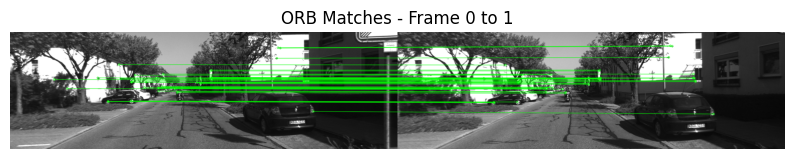 ORB Matches - Frame 0 to 1